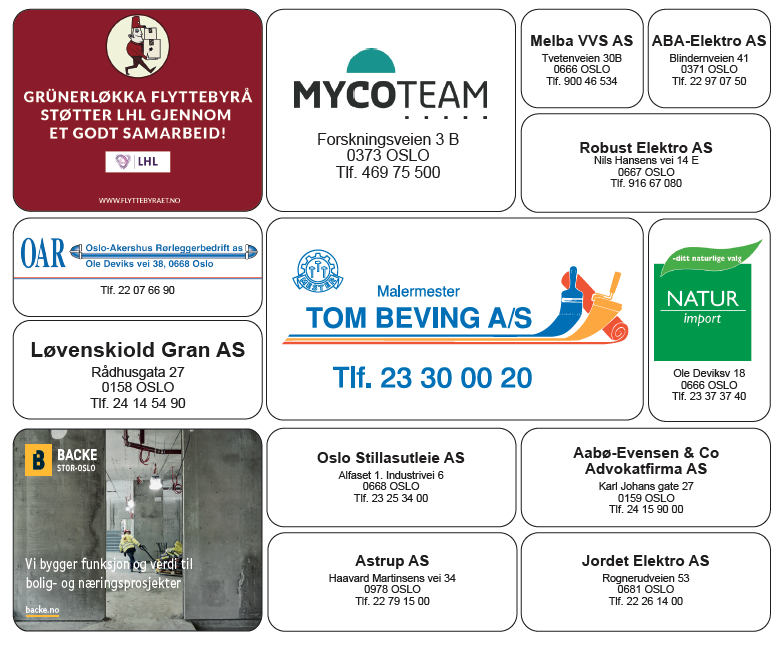 GRÜNERLØKKA FLYTTEBYRÅ
STØTTER LHL GJENNOM
ET GODT SAMARBEID!
LHL
WWW.FLYTTEBYRAET.NO
MYCOTEAM
Forskningsveien 3 B
0373 OSLO
Tlf. 469 75 500
Melba VVS AS
Tvetenveien 30B
0666 OSLO
Tlf. 900 46 534
ABA-Elektro AS
Blindernveien 41
0371 OSLO
Tlf. 22 97 07 50
Robust Elektro AS
Nils Hansens vei 14 E
0667 OSLO
Tlf. 916 67 080
OAR
Oslo-Akershus Rørleggerbedrift as
Ole Deviks vei 38, 0668 Oslo
Tlf. 22 07 66 90
Løvenskiold Gran AS
Rådhusgata 27
0158 OSLO
Tlf. 24 14 54 90
Malermester
TOM BEVING A/S
Tlf. 23 30 00 20
-ditt naturlige valg
NATUR
import
Ole Deviksv 18
0666 OSLO
Tlf. 23 37 37 40
B
BACKE
STOR-OSLO
Vi bygger funksjon og verdi til
bolig- og næringsprosjekter
backe.no
Oslo Stillasutleie AS
Alfaset 1. Industrivei 6
0668 OSLO
Tlf. 23 25 34 00
Aabø-Evensen & Co
Advokatfirma AS
Karl Johans gate 27
0159 OSLO
Tlf. 24 15 90 00
Astrup AS
Haavard Martinsens vei 34
0978 OSLO
Tlf. 22 79 15 00
Jordet Elektro AS
Rognerudveien 53
0681 OSLO
Tlf. 22 26 14 00